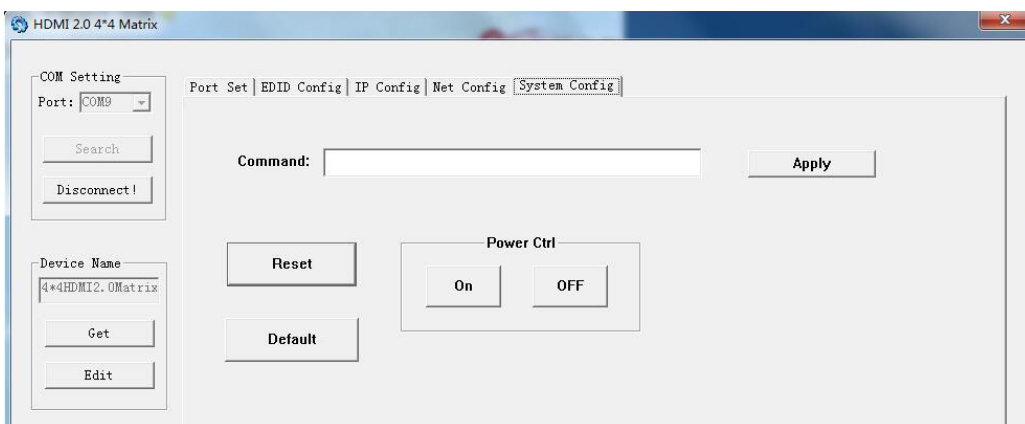 HDMI 2.0 4*4 Matrix
COM Setting
Port: COM9
Search
Disconnect!
Device Name
4*4HDMI2.0Matrix
Get
Edit
Port Set EDID Config IP Config Net Config System Config
Command:
Apply
Reset
Default
Power Ctrl
On
OFF